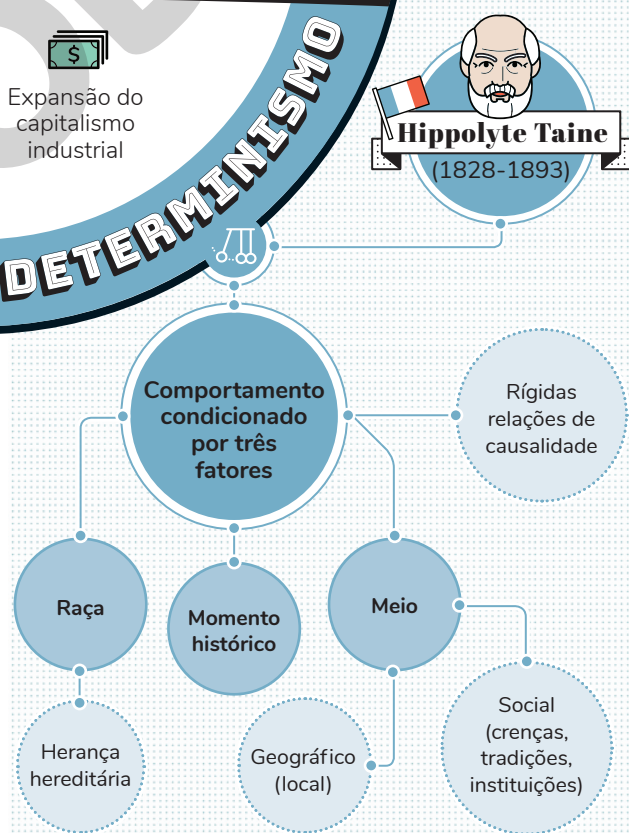 $
Expansão do
capitalismo
industrial
DETERMINISMO
Hippolyte Taine
(1828-1893)
Comportamento
condicionado
por três
fatores
Rígidas
relações de
causalidade
Raça
Momento
histórico
Meio
Herança
hereditária
Geográfico
(local)
Social
(crenças,
tradições,
instituições)